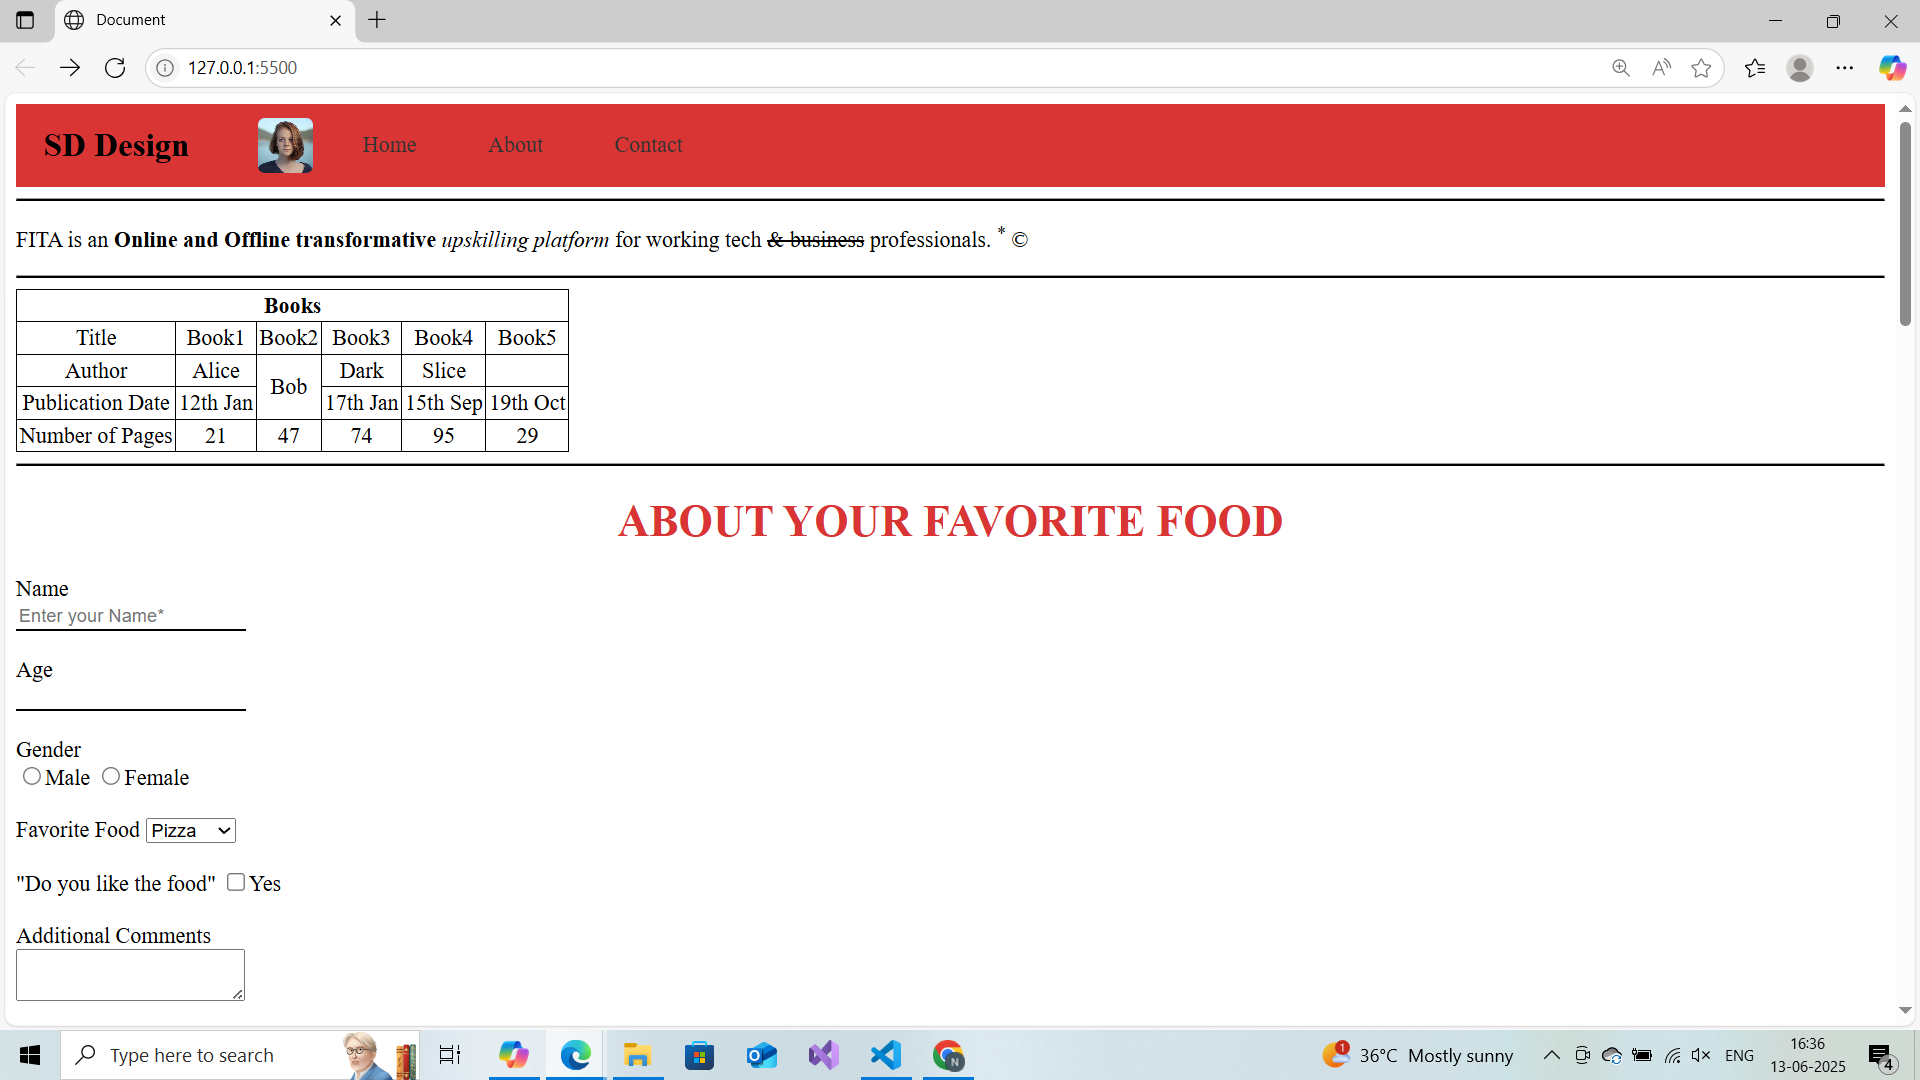 Document
127.0.0.1:5500
SD Design Home About Contact
FITA is an Online and Offline transformative upskilling platform for working tech & business professionals. * ©
Books
Title Book1 Book2 Book3 Book4 Book5
Author Alice Bob Dark Slice
Publication Date 12th Jan 17th Jan 15th Sep 19th Oct
Number of Pages 21 47 74 95 29
ABOUT YOUR FAVORITE FOOD
Name
Enter your Name*
Age
Gender
Male Female
Favorite Food Pizza
"Do you like the food" Yes
Additional Comments
Type here to search
N
1
36°C Mostly sunny
ENG
16:36
13-06-2025
4